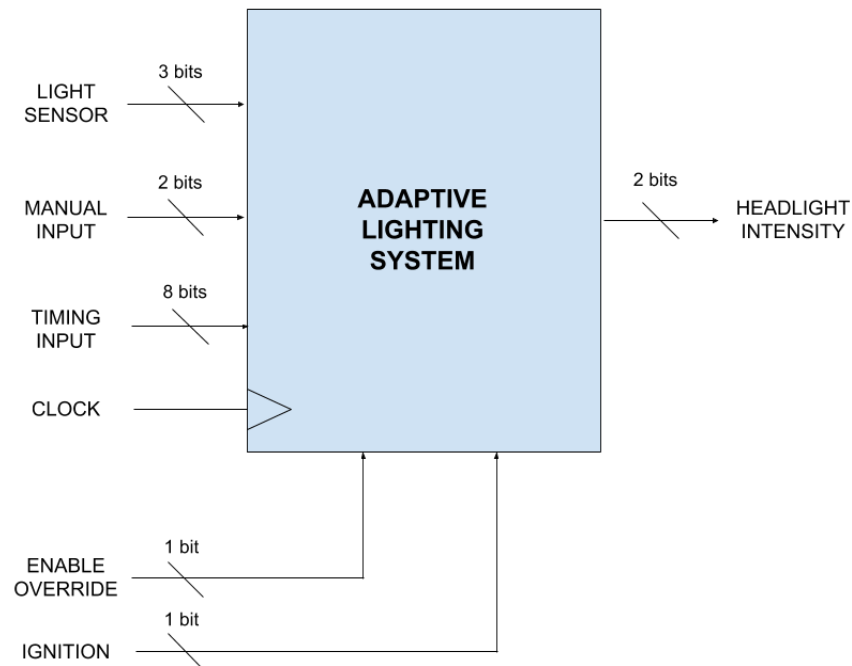 3 bits
LIGHT
SENSOR
2 bits
MANUAL
INPUT
8 bits
TIMING
INPUT
CLOCK
ADAPTIVE
LIGHTING
SYSTEM
2 bits
HEADLIGHT
INTENSITY
1 bit
ENABLE
OVERRIDE
1 bit
IGNITION